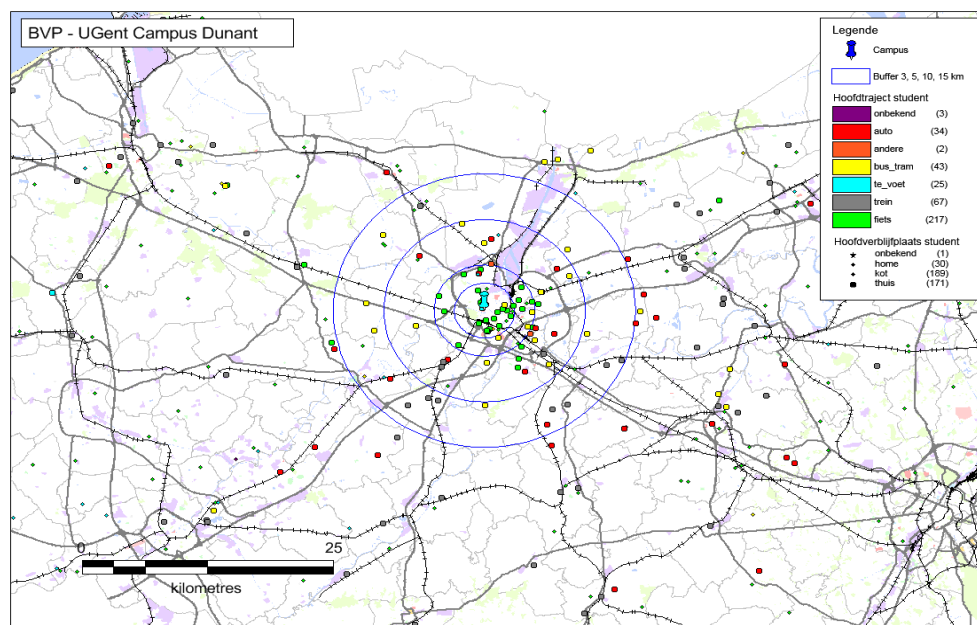 BVP - UGent Campus Dunant
Legende
Campus
Buffer 3, 5, 10, 15 km
Hoofdtraject student
onbekend (3)
auto (34)
andere (2)
bus_tram (43)
te_voet (25)
trein (67)
fiets (217)
Hoofdverblijfplaats student
onbekend (1)
home (30)
kot (189)
thuis (171)
0 25
kilometres